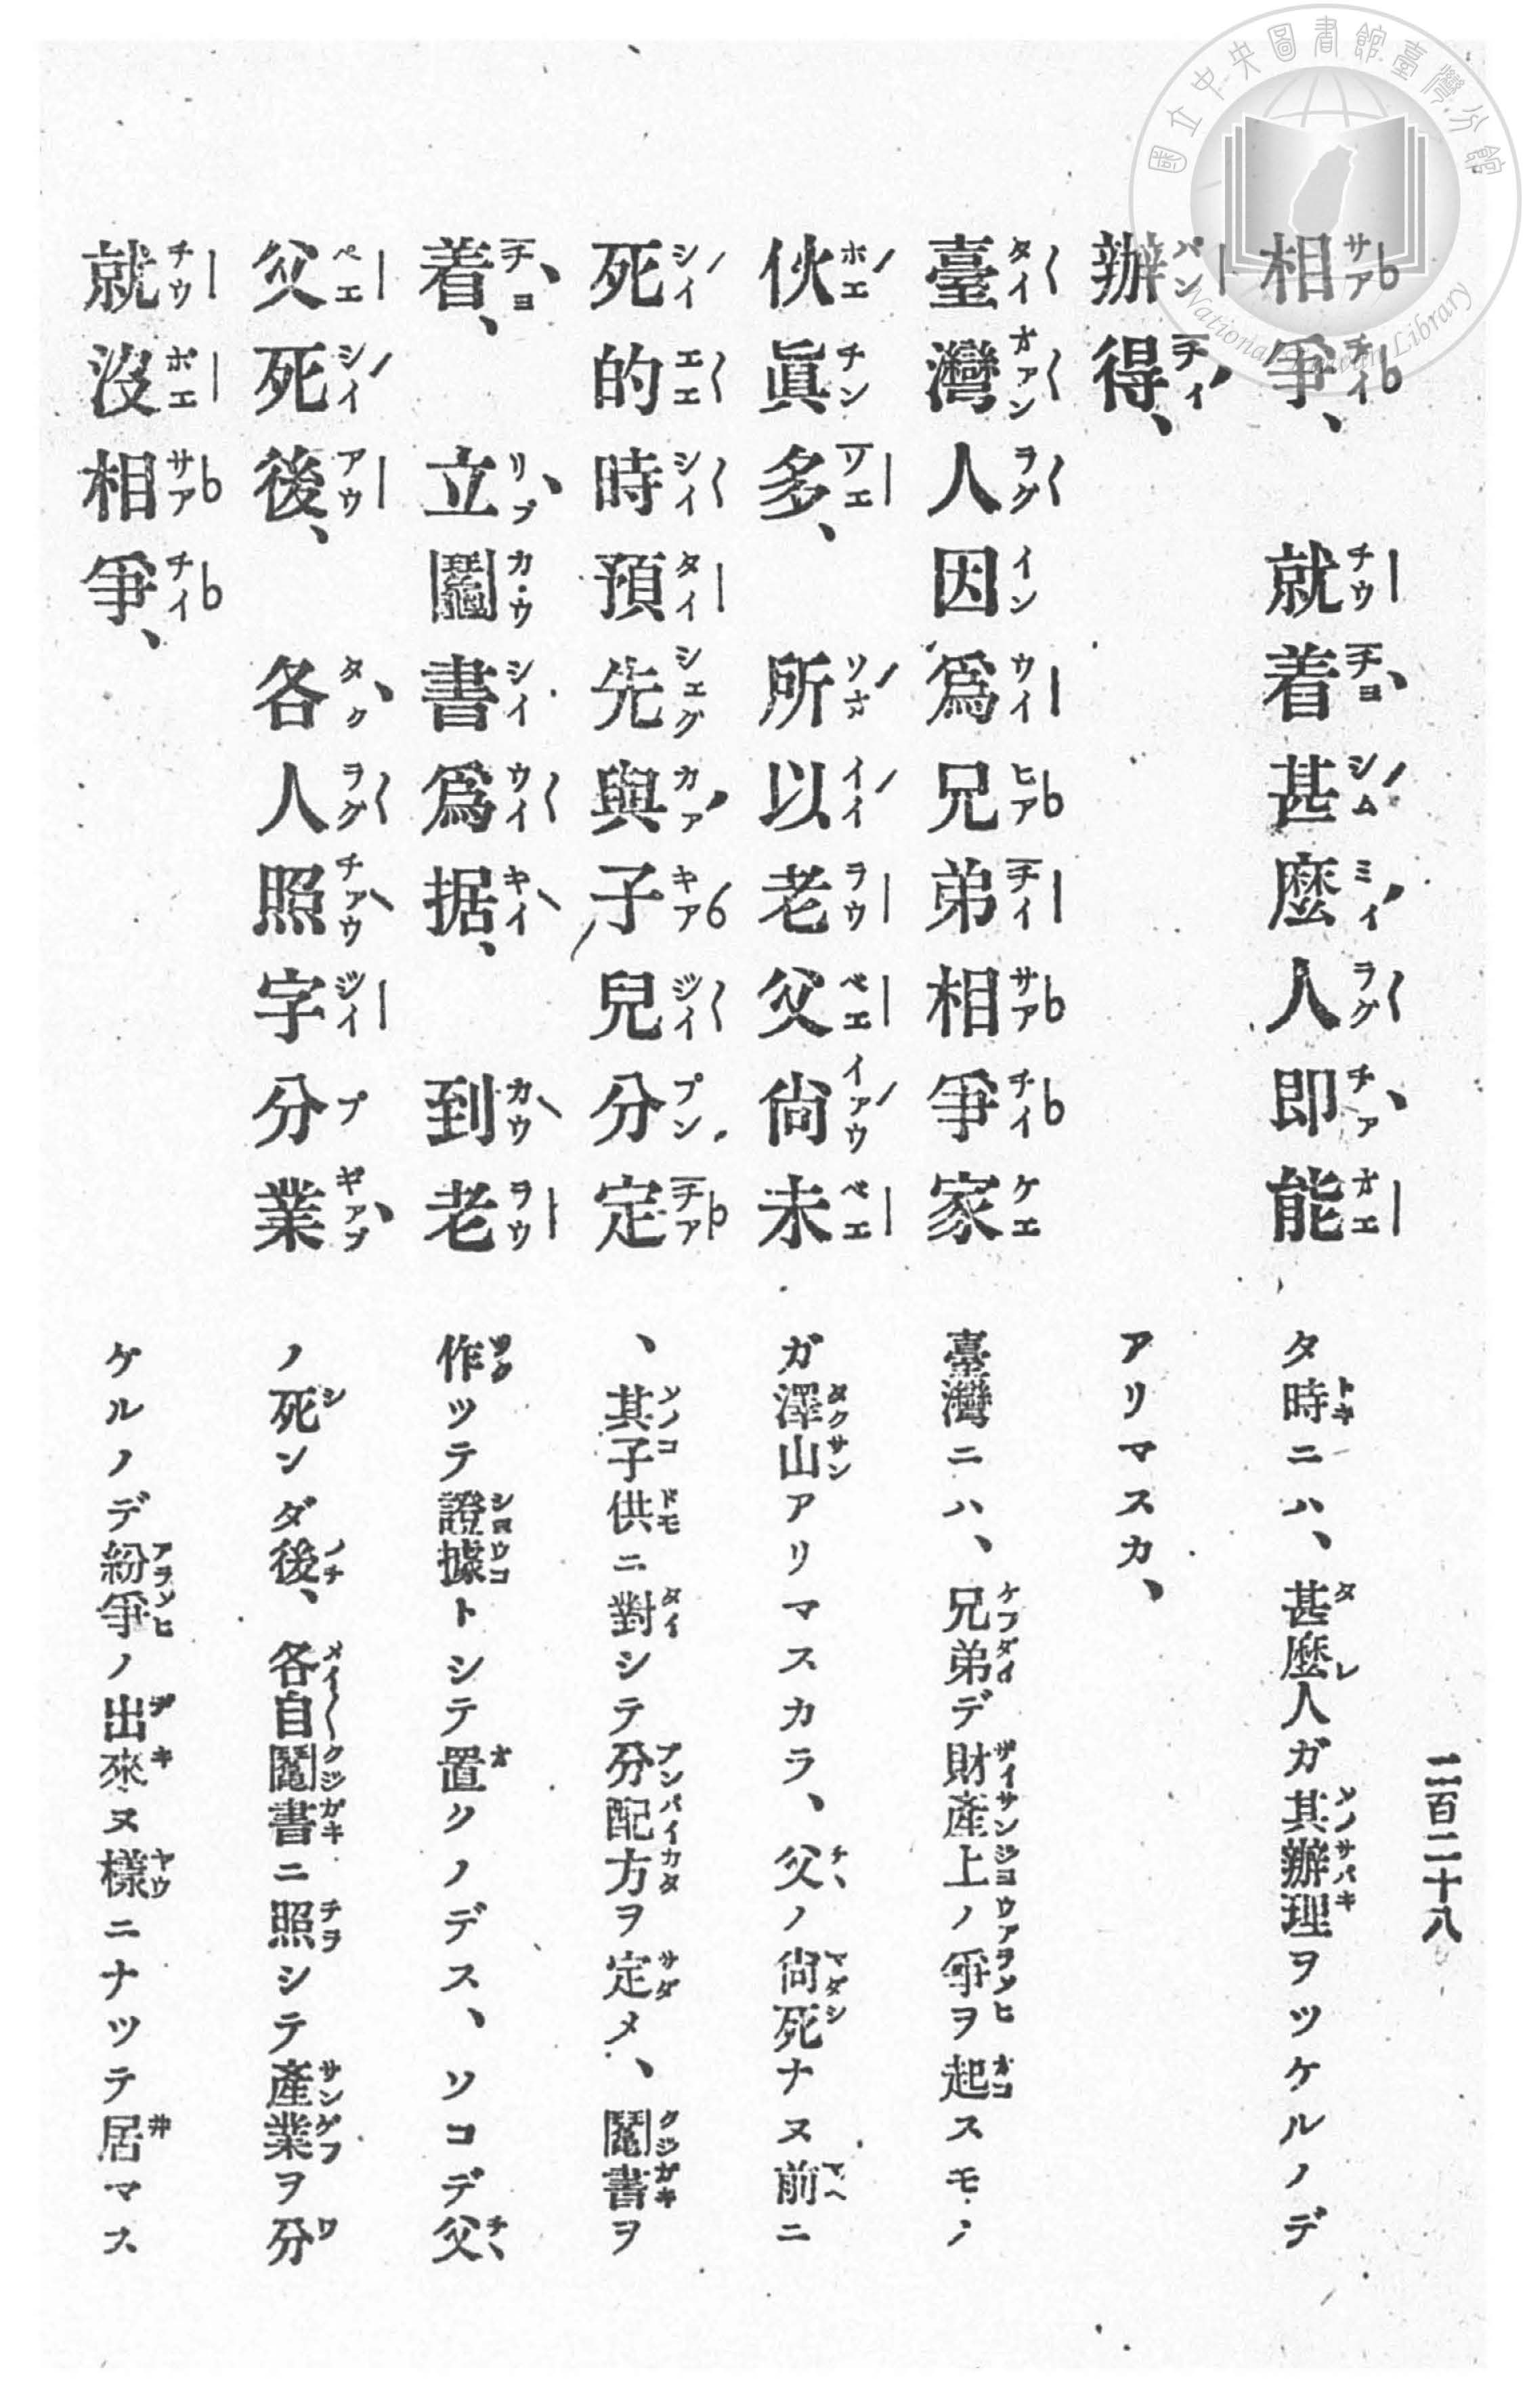 國立中央圖書館臺灣分館
National Central Library
二百二十八
相爭、就着甚麼人即能
辦得、
臺灣人因爲兄弟相爭家
伙眞多、所以老父尙未
死的時預先與子兒分定
着、立鬮書爲据、到老
父死後、各人照字分業
就沒相爭、
タ時ニハ、甚麼人ガ其辦理ヲツケルノデ
アリマスカ、
臺灣ニハ、兄弟デ財產上ノ爭ヲ起スモノ
ガ澤山アリマスカラ、父ノ尙死ナヌ前ニ
、其子供ニ對シテ分配方ヲ定メ、鬮書ヲ
作ッテ證據トシテ置クノデス、ソコデ父
ノ死ンダ後、各自鬮書ニ照シテ產業ヲ分
ケルノデ紛爭ノ出來ヌ樣ニナツテ居マス